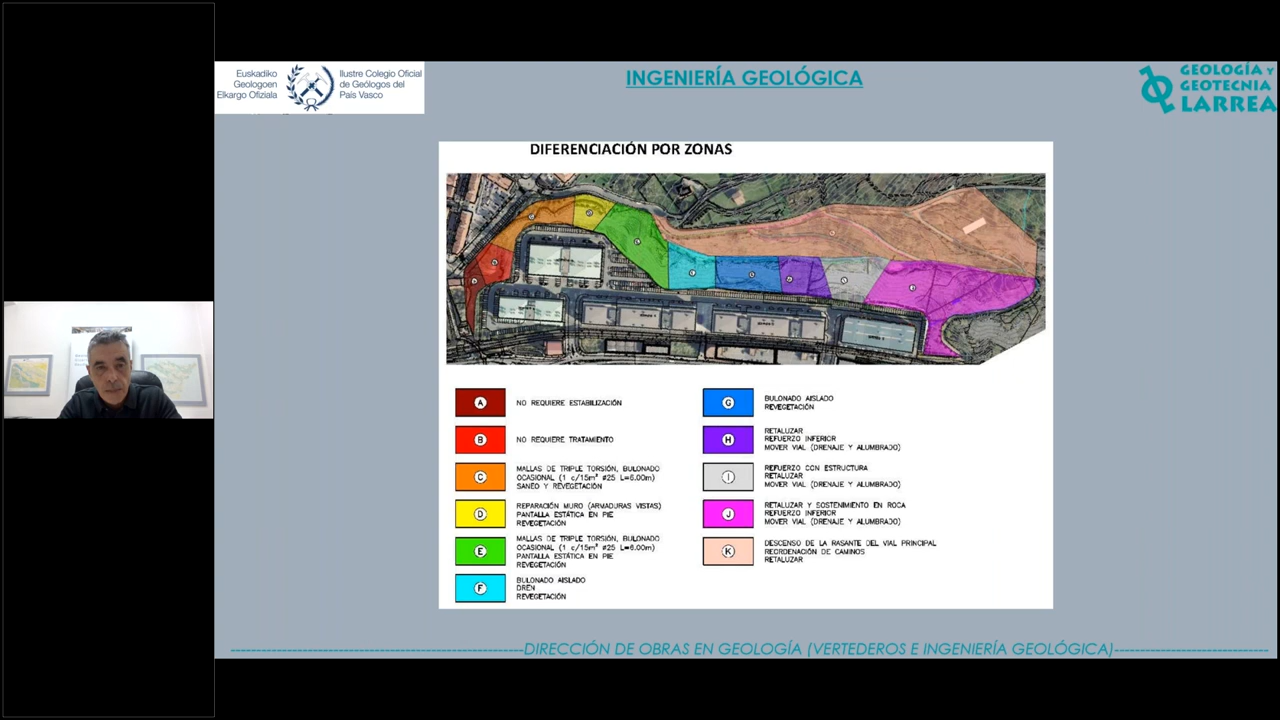 Euskadiko
Geologoen
Elkargo Ofiziala
Ilustre Colegio Oficial
de Geólogos del
País Vasco
INGENIERÍA GEOLÓGICA
GEOLOGÍA Y
GEOTECNIA
LARREA
DIFERENCIACIÓN POR ZONAS
A
NO REQUIERE ESTABILIZACIÓN
B
NO REQUIERE TRATAMIENTO
C
MALLAS DE TRIPLE TORSIÓN, BULONADO
OCASIONAL (1 c/15m² ø25 L=6.00m)
SANEO Y REVEGETACIÓN
D
REPARACIÓN MURO (ARMADURAS VISTAS)
PANTALLA ESTÁTICA EN PIE
REVEGETACIÓN
E
MALLAS DE TRIPLE TORSIÓN, BULONADO
OCASIONAL (1 c/15m² ø25 L=6.00m)
PANTALLA ESTÁTICA EN PIE
REVEGETACIÓN
F
BULONADO AISLADO
DREN
REVEGETACIÓN
G
BULONADO AISLADO
REVEGETACIÓN
H
RETALUZAR
REFUERZO INFERIOR
MOVER VIAL (DRENAJE Y ALUMBRADO)
I
REFUERZO CON ESTRUCTURA
RETALUZAR
MOVER VIAL (DRENAJE Y ALUMBRADO)
J
RETALUZAR Y SOSTENIMIENTO EN ROCA
REFUERZO INFERIOR
MOVER VIAL (DRENAJE Y ALUMBRADO)
K
DESCENSO DE LA RASANTE DEL VIAL PRINCIPAL
REORDENACIÓN DE CAMINOS
RETALUZAR
DIRECCIÓN DE OBRAS EN GEOLOGÍA (VERTEDEROS E INGENIERÍA GEOLÓGICA)